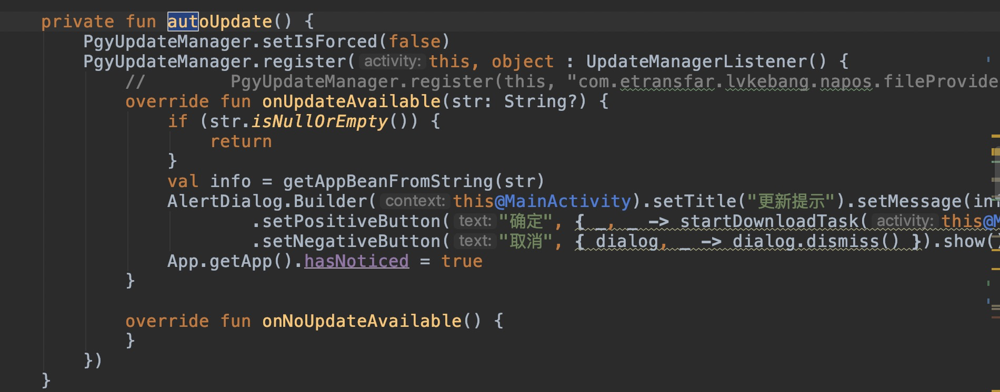 private fun autoUpdate() {
PgyUpdateManager.setIsForced(false)
PgyUpdateManager.register( activity: this, object : UpdateManagerListener() {
// PgyUpdateManager.register(this, "com.etransfar.lvkebang.napos.fileProvide
override fun onUpdateAvailable(str: String?) {
if (str.isNullOrEmpty()) {
return
}
val info = getAppBeanFromString(str)
AlertDialog.Builder( context: this@MainActivity).setTitle("更新提示").setMessage(inf
.setPositiveButton( text: "确定", { _, _ -> startDownloadTask( activity: this@M
.setNegativeButton( text: "取消", { dialog, _ -> dialog.dismiss() }).show()
App.getApp().hasNoticed = true
}
override fun onNoUpdateAvailable() {
}
})
}